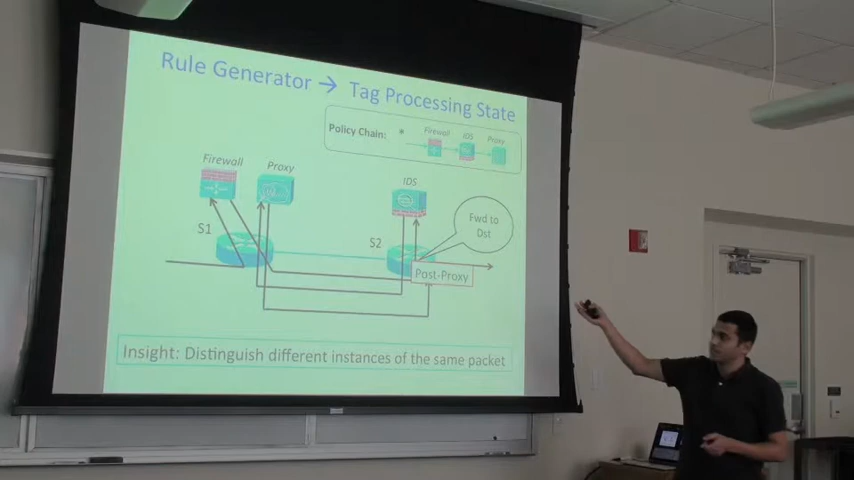 Rule Generator → Tag Processing State
Policy Chain: * Firewall IDS Proxy
Firewall Proxy IDS
S1 S2
Fwd to
Dst
Post-Proxy
Insight: Distinguish different instances of the same packet